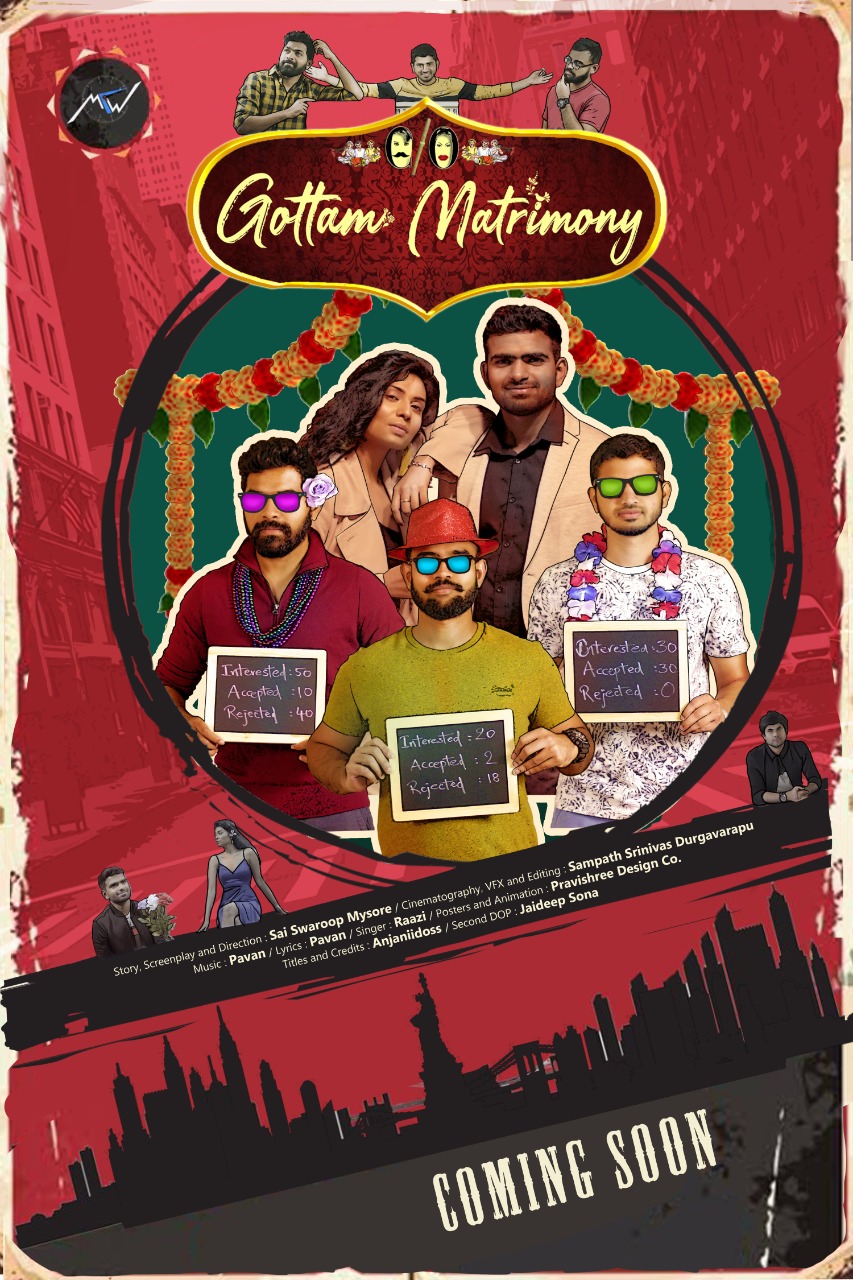 MTW
C/O
Gottam Matrimony
Interested:50
Accepted :10
Rejected :40
Interested :20
Accepted : 2
Rejected : 18
Interested :30
Accepted :30
Rejected :0
Story, Screenplay and Direction : Sai Swaroop Mysore / Cinematography, VFX and Editing : Sampath Srinivas Durgavarapu
Music : Pavan / Lyrics : Pavan / Singer : Raazi / Posters and Animation : Pravishree Design Co.
Titles and Credits : Anjaniidoss / Second DOP : Jaideep Sona
COMING SOON